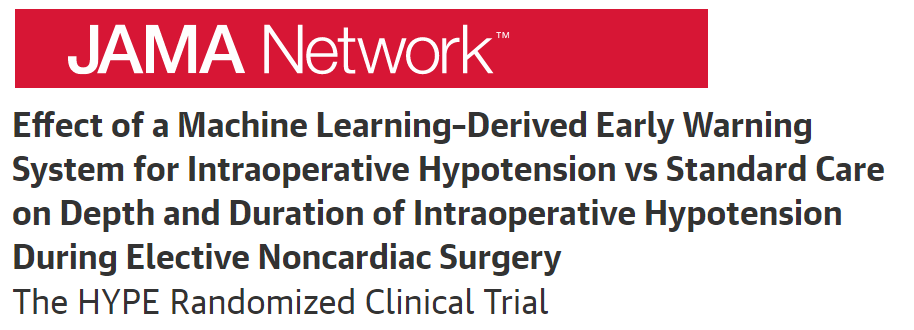 JAMA Network™
Effect of a Machine Learning–Derived Early Warning
System for Intraoperative Hypotension vs Standard Care
on Depth and Duration of Intraoperative Hypotension
During Elective Noncardiac Surgery
The HYPE Randomized Clinical Trial